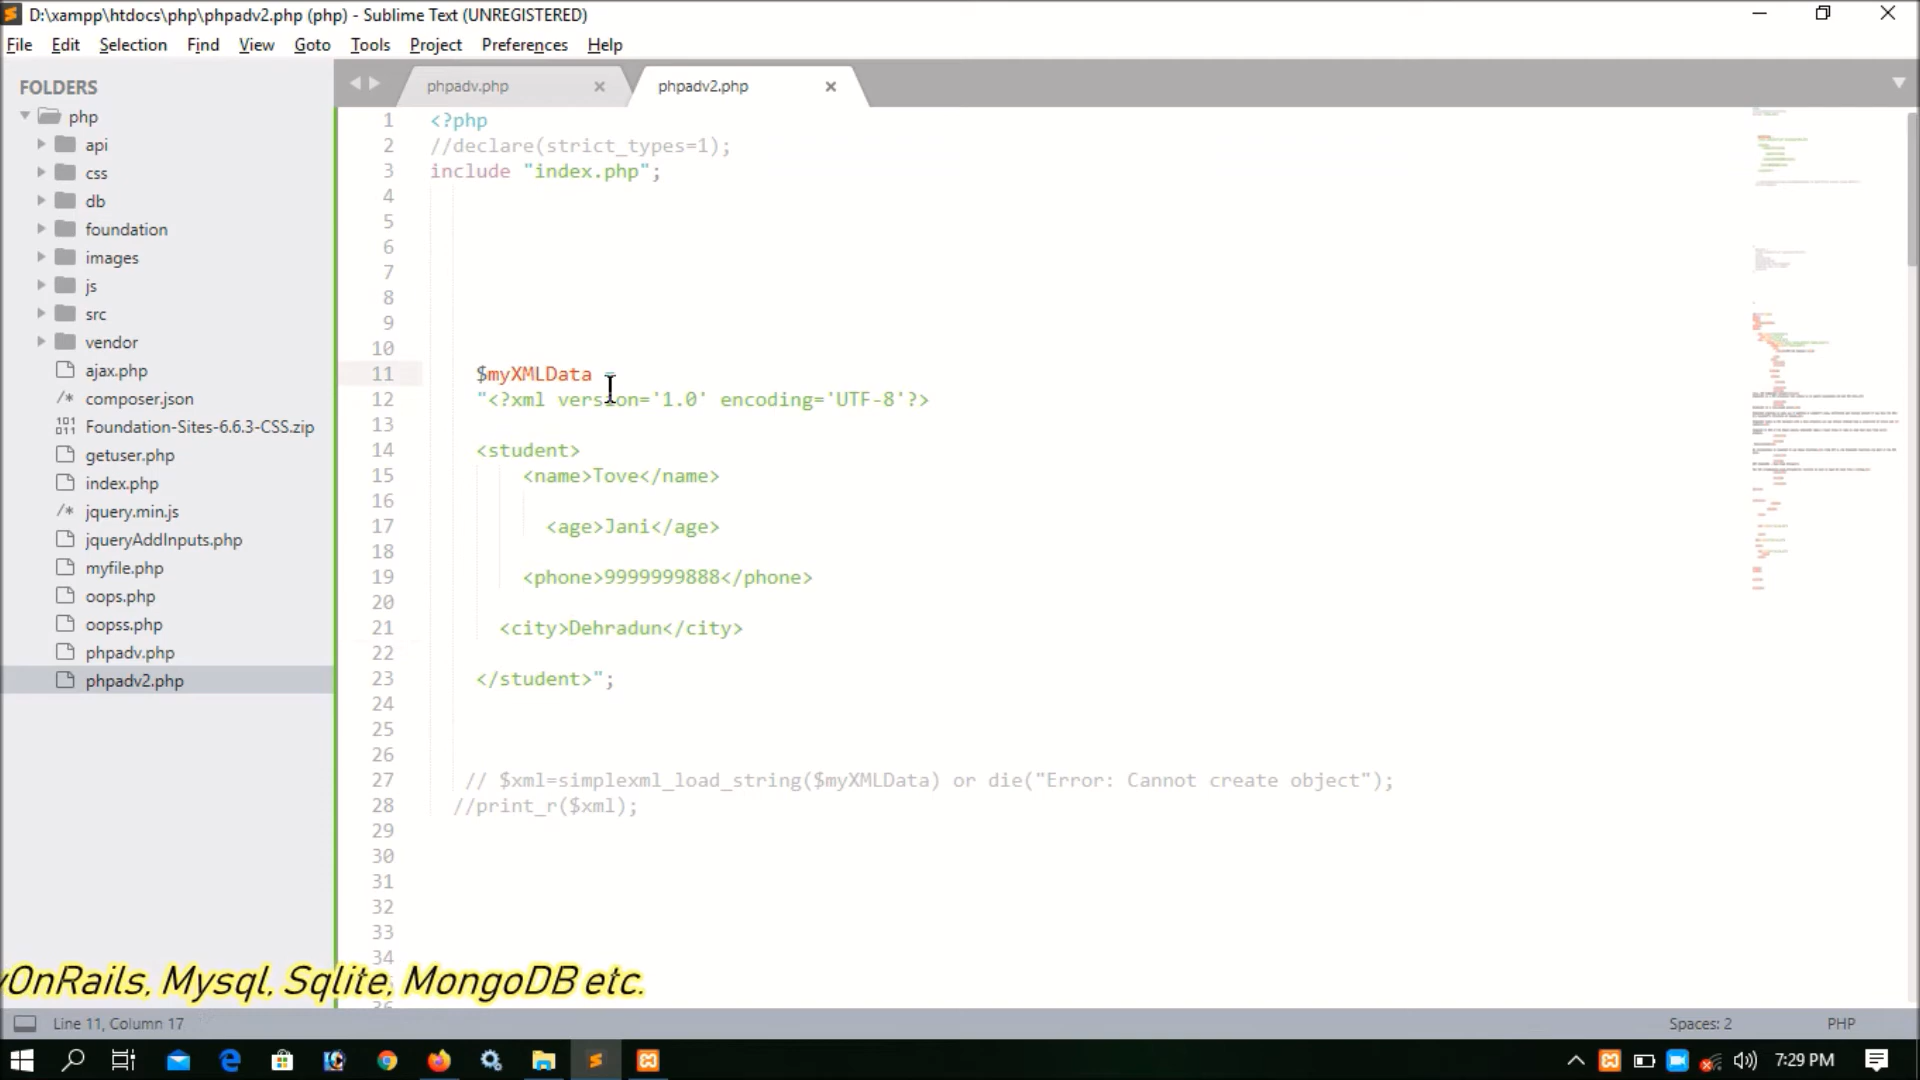 D:\xampp\htdocs\php\phpadv2.php (php) - Sublime Text (UNREGISTERED)
File Edit Selection Find View Goto Tools Project Preferences Help
FOLDERS
php
api
css
db
foundation
images
js
src
vendor
ajax.php
/* composer.json
Foundation-Sites-6.6.3-CSS.zip
getuser.php
index.php
/* jquery.min.js
jqueryAddInputs.php
myfile.php
oops.php
oopss.php
phpadv.php
phpadv2.php
phpadv.php × phpadv2.php ×
1 <?php
2 //declare(strict_types=1);
3 include "index.php";
4
5
6
7
8
9
10
11 $myXMLData =
12 "<?xml version='1.0' encoding='UTF-8'?>
13
14 <student>
15 <name>Tove</name>
16
17 <age>Jani</age>
18
19 <phone>9999999888</phone>
20
21 <city>Dehradun</city>
22
23 </student>";
24
25
26
27 // $xml=simplexml_load_string($myXMLData) or die("Error: Cannot create object");
28 //print_r($xml);
29
30
31
32
33
34
yOnRails, Mysql, Sqlite, MongoDB etc.
Line 11, Column 17 Spaces: 2 PHP
7:29 PM